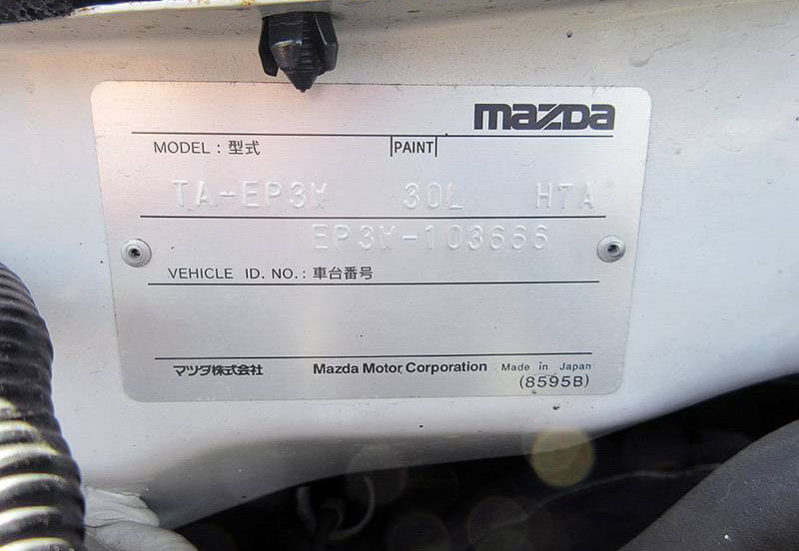 mazda
MODEL : 型式 PAINT
TA-EP3W 30L H7A
EP3W-103666
VEHICLE ID. NO. : 車台番号
マツダ株式会社 Mazda Motor Corporation Made in Japan
(8595B)